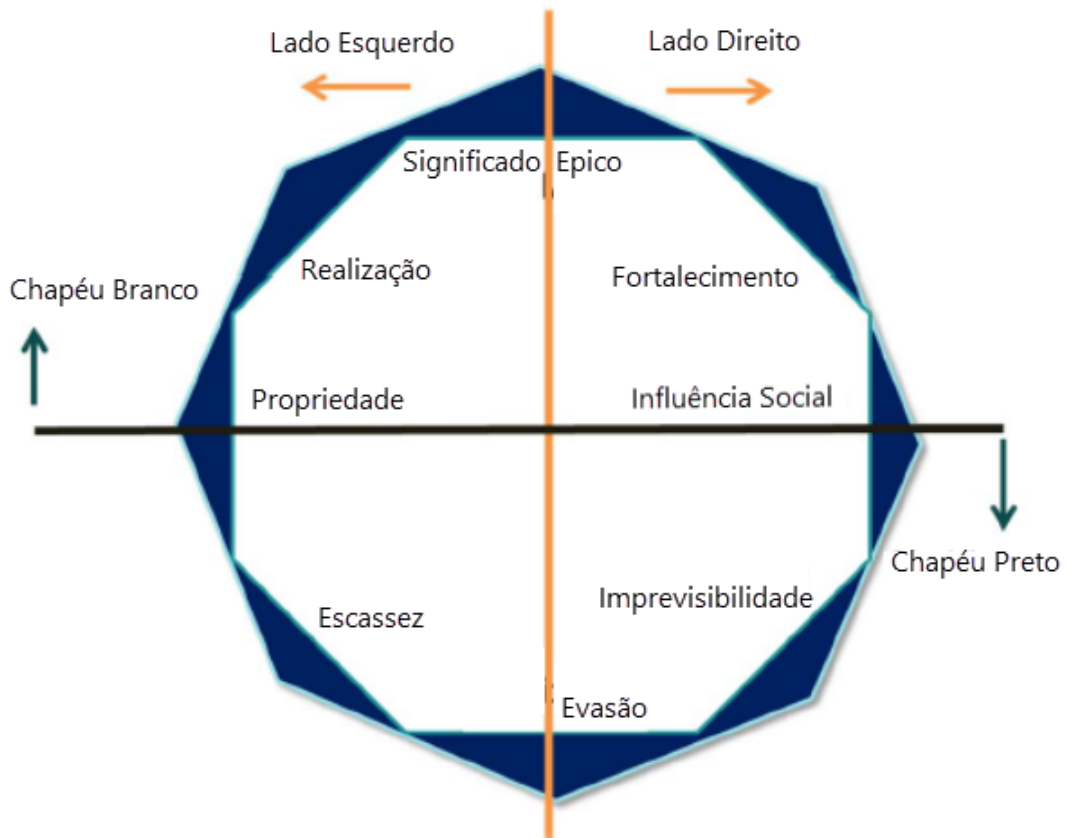 Lado Esquerdo
Lado Direito
Significado Epico
Realização
Fortalecimento
Chapéu Branco
Propriedade
Influência Social
Chapéu Preto
Escassez
Imprevisibilidade
Evasão